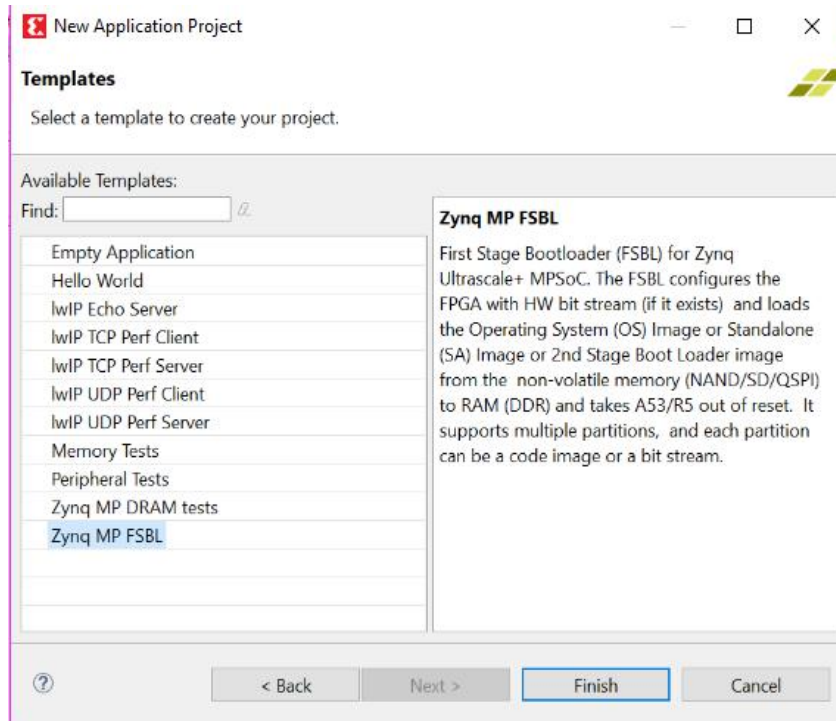 New Application Project
Templates
Select a template to create your project.
Available Templates:
Find:
Empty Application
Hello World
lwIP Echo Server
lwIP TCP Perf Client
lwIP TCP Perf Server
lwIP UDP Perf Client
lwIP UDP Perf Server
Memory Tests
Peripheral Tests
Zynq MP DRAM tests
Zynq MP FSBL
Zynq MP FSBL
First Stage Bootloader (FSBL) for Zynq
Ultrascale+ MPSoC. The FSBL configures the
FPGA with HW bit stream (if it exists)  and loads
the Operating System (OS) Image or Standalone
(SA) Image or 2nd Stage Boot Loader image
from the  non-volatile memory (NAND/SD/QSPI)
to RAM (DDR) and takes A53/R5 out of reset.  It
supports multiple partitions,  and each partition
can be a code image or a bit stream.
?
< Back
Next >
Finish
Cancel